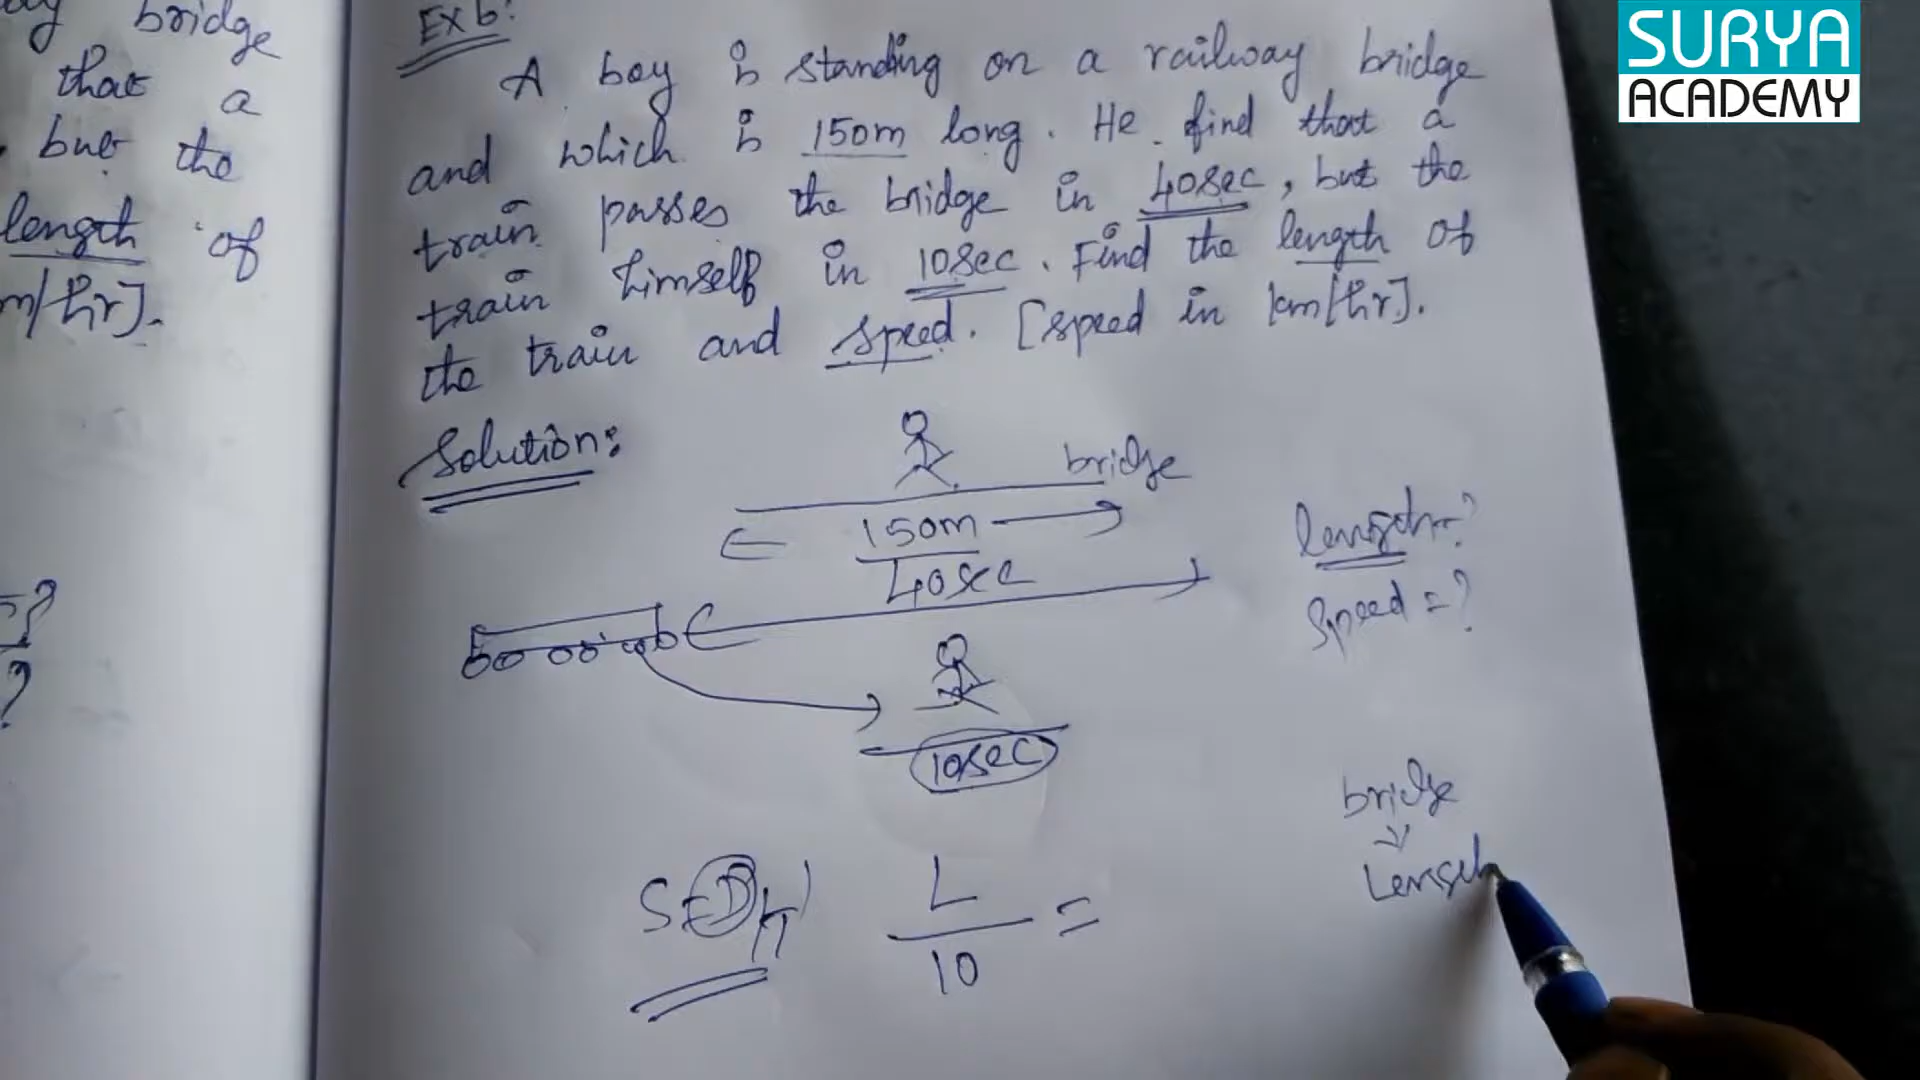 SURYA
ACADEMY
bridge
that a
but the
length of
m/hr].
=?
?
Ex 6:
A boy is standing on a railway bridge
and which is 150m long. He find that a
train passes the bridge in 40sec, but the
train himself in 10sec. Find the length of
the train and speed. [speed in km/hr].
Solution:
bridge
150m
40sec
length=?
Speed=?
10sec
bridge
Length
S=D/T
L
=
10